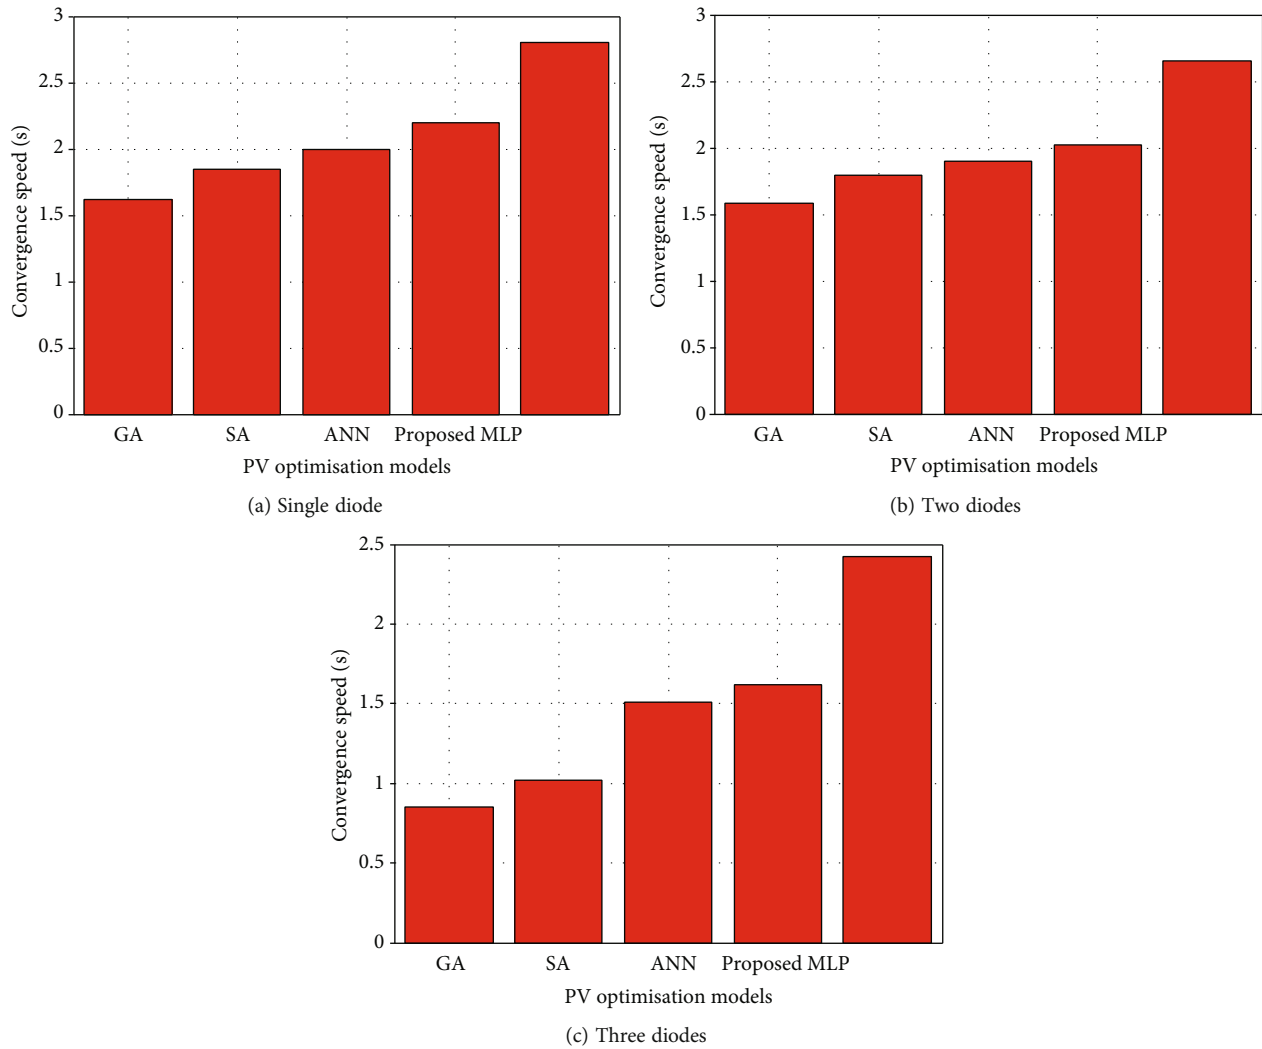 3
2.5
2
1.5
1
0.5
0
Convergence speed (s)
GA SA ANN Proposed MLP
PV optimisation models
(a) Single diode
3
2.5
2
1.5
1
0.5
0
Convergence speed (s)
GA SA ANN Proposed MLP
PV optimisation models
(b) Two diodes
2.5
2
1.5
1
0.5
0
Convergence speed (s)
GA SA ANN Proposed MLP
PV optimisation models
(c) Three diodes